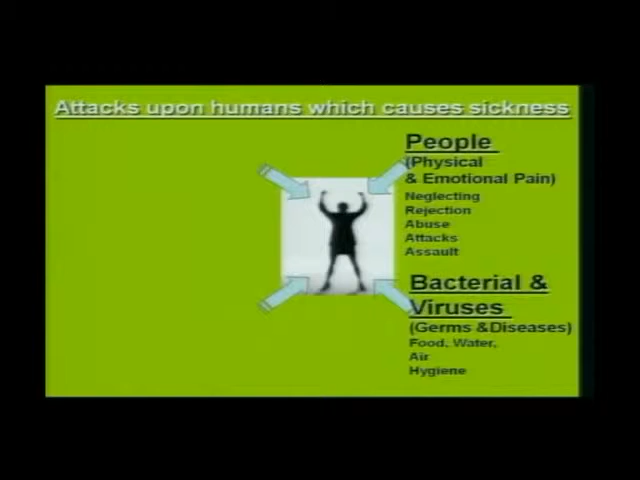 Attacks upon humans which causes sickness
People
(Physical
& Emotional Pain)
Neglecting
Rejection
Abuse
Attacks
Assault
Bacterial &
Viruses
(Germs &Diseases)
Food, Water,
Air
Hygiene